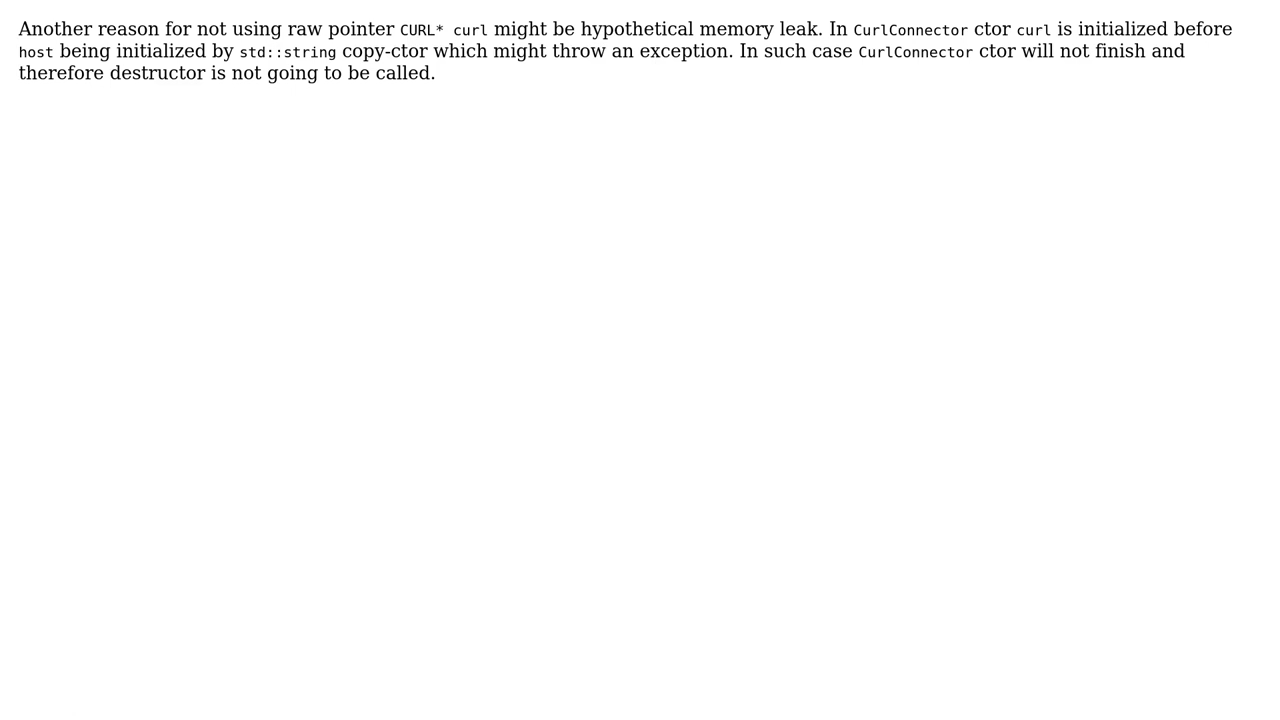 Another reason for not using raw pointer CURL* curl might be hypothetical memory leak. In CurlConnector ctor curl is initialized before
host being initialized by std::string copy-ctor which might throw an exception. In such case CurlConnector ctor will not finish and
therefore destructor is not going to be called.